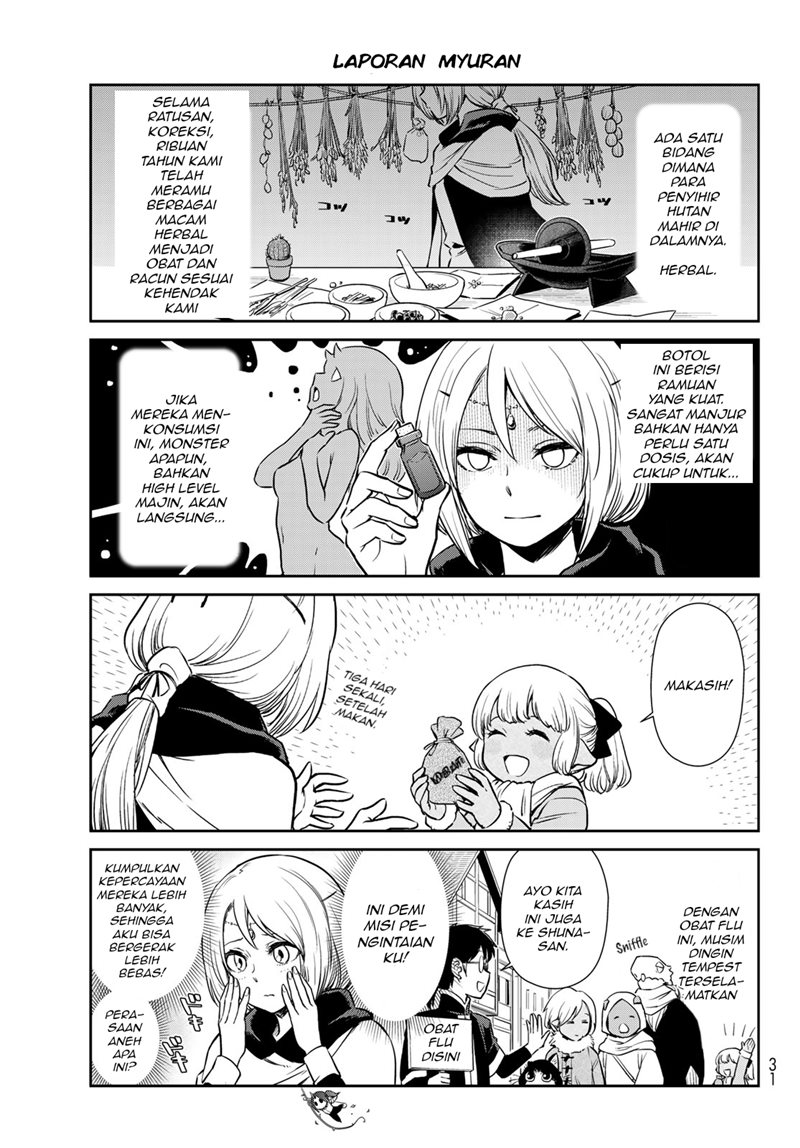 LAPORAN MYURAN
ADA SATU
BIDANG
DIMANA
PARA
PENYIHIR
HUTAN
MAHIR DI
DALAMNYA.
HERBAL.
SELAMA
RATUSAN,
KOREKSI,
RIBUAN
TAHUN KAMI
TELAH
MERAMU
BERBAGAI
MACAM
HERBAL
MENJADI
OBAT DAN
RACUN SESUAI
KEHENDAK
KAMI
コツ
コツ
BOTOL
INI BERISI
RAMUAN
YANG KUAT.
SANGAT MANJUR
BAHKAN HANYA
PERLU SATU
DOSIS, AKAN
CUKUP UNTUK...
JIKA
MEREKA MEN-
KONSUMSI
INI, MONSTER
APAPUN,
BAHKAN
HIGH LEVEL
MAJIN, AKAN
LANGSUNG...
MAKASIH!
TIGA HARI
SEKALI,
SETELAH
MAKAN.
DENGAN
OBAT FLU
INI, MUSIM
DINGIN
TEMPEST
TERSELA-
MATKAN
Sniffle
AYO KITA
KASIH
INI JUGA
KE SHUNA-
SAN.
OBAT
FLU
DISINI
INI DEMI
MISI PE-
NGINTAIAN
KU!
KUMPULKAN
KEPERCAYAAN
MEREKA LEBIH
BANYAK,
SEHINGGA
AKU BISA
BERGERAK
LEBIH
BEBAS!
PERA-
SAAN
ANEH
APA
INI?
31